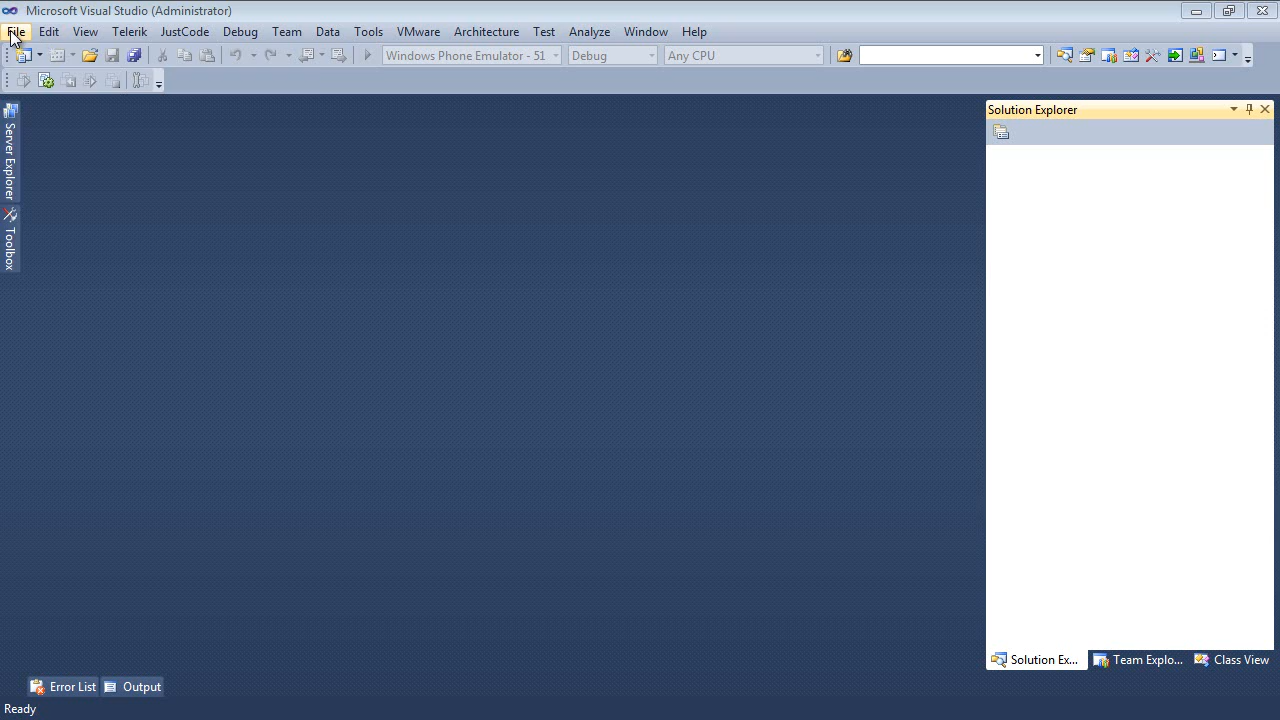 Microsoft Visual Studio (Administrator)
File Edit View Telerik JustCode Debug Team Data Tools VMware Architecture Test Analyze Window Help
Windows Phone Emulator - 51 Debug Any CPU
Server Explorer
Toolbox
Solution Explorer
Solution Ex... Team Explo... Class View
Error List Output
Ready